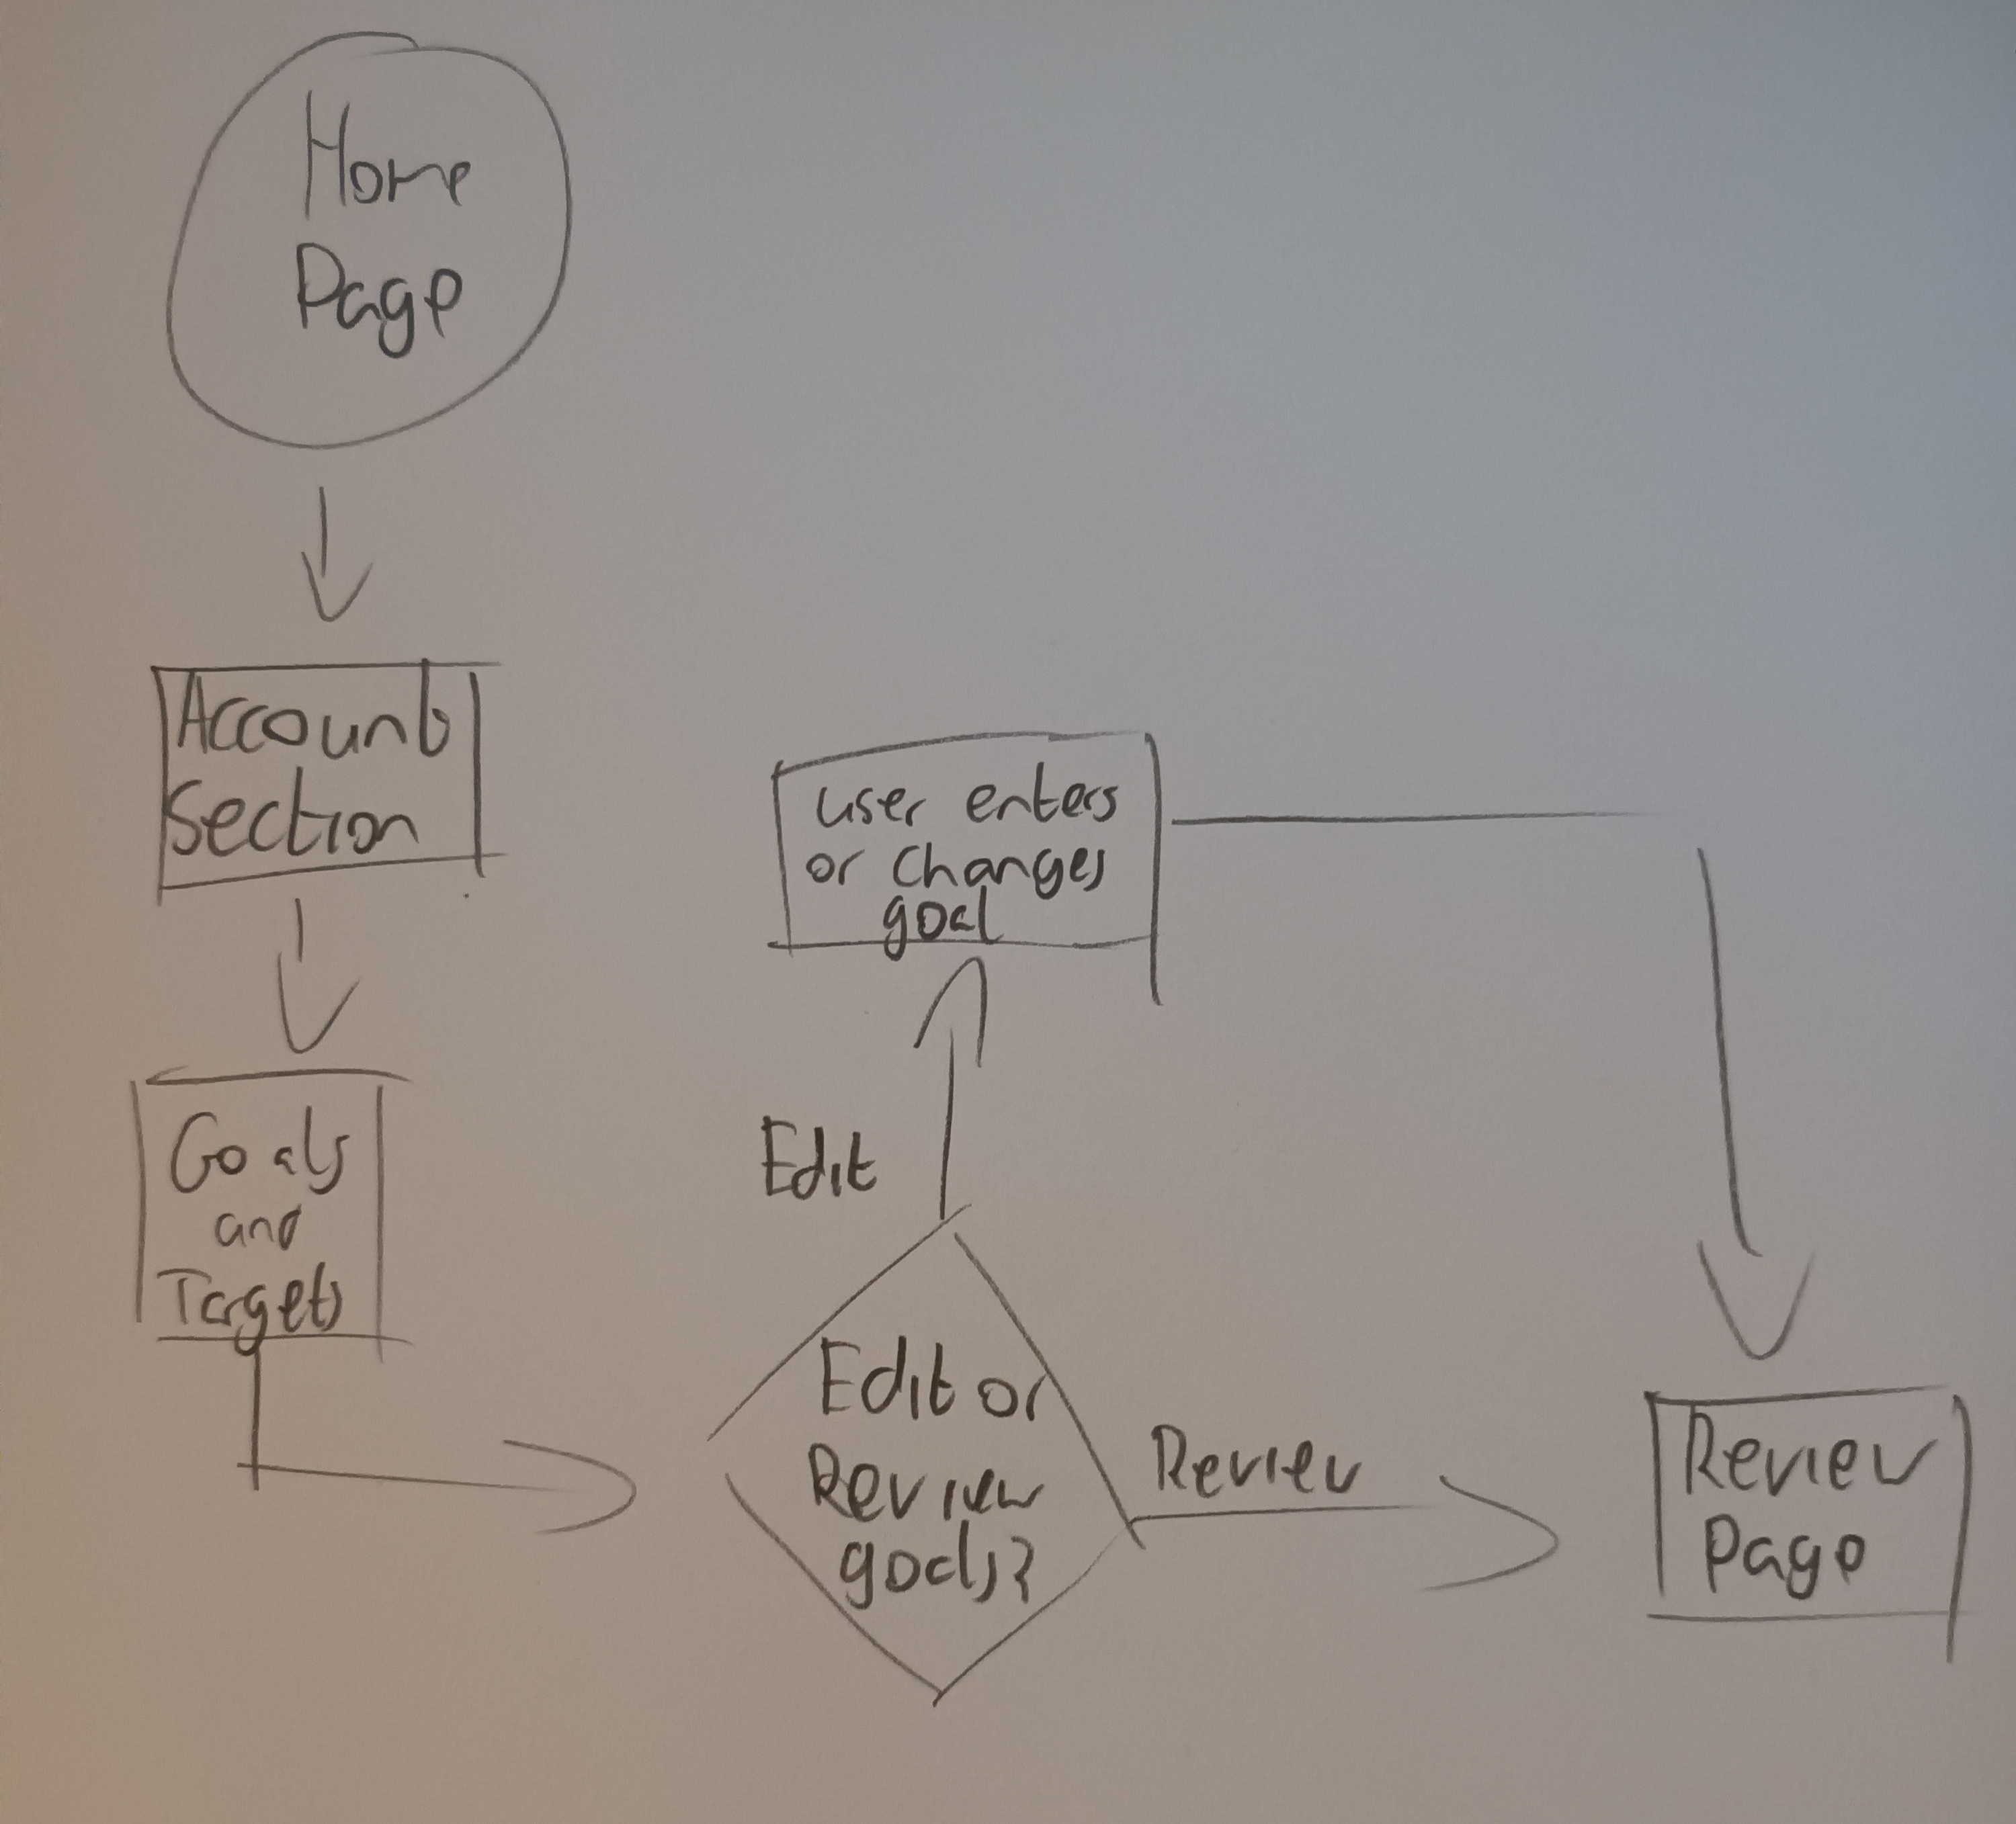 Home
Page
Account
Section
Goals
and
Targets
user enters
or changes
goal
Edit
Edit or
Review
goals?
Review
Review
Page